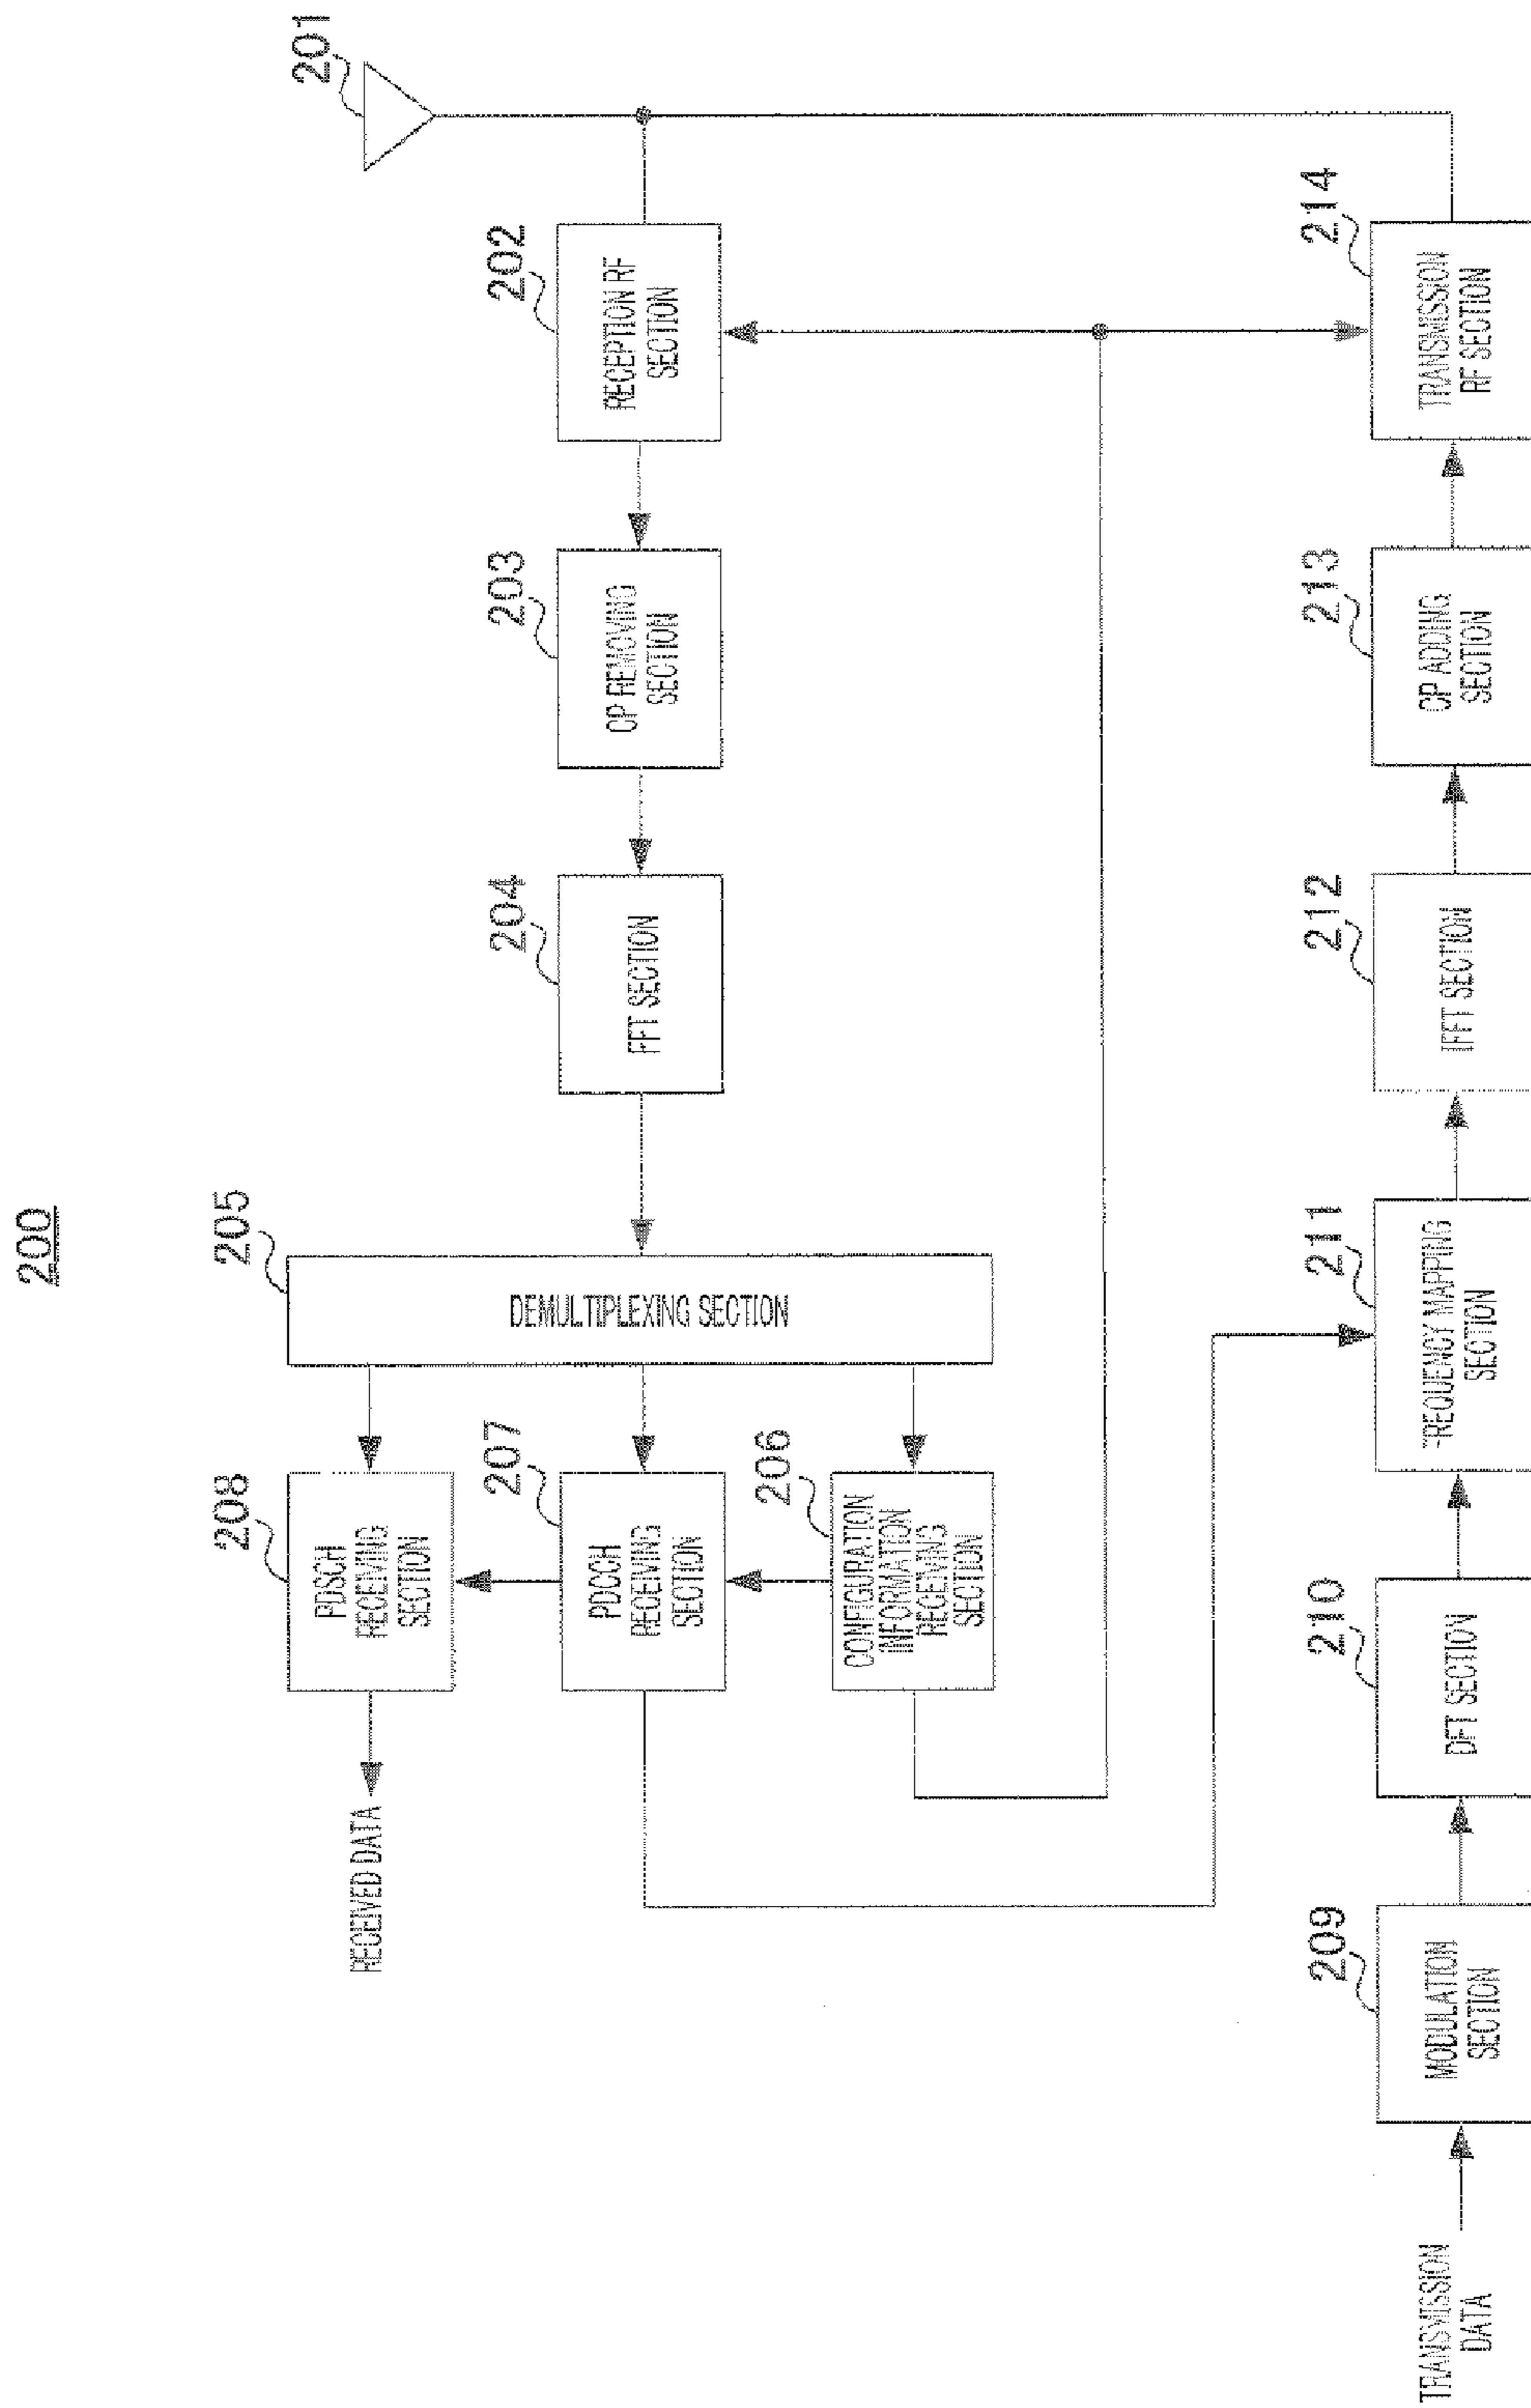 200
201
RECEPTION RF
SECTION
202
CP REMOVING
SECTION
203
FFT SECTION
204
DEMULTIPLEXING SECTION
205
CONFIGURATION
INFORMATION
RECEIVING
SECTION
206
PDCCH
RECEIVING
SECTION
207
PDSCH
RECEIVING
SECTION
208
RECEIVED DATA
TRANSMISSION
DATA
MODULATION
SECTION
209
DFT SECTION
210
FREQUENCY MAPPING
SECTION
211
IFFT SECTION
212
CP ADDING
SECTION
213
TRANSMISSION
RF SECTION
214